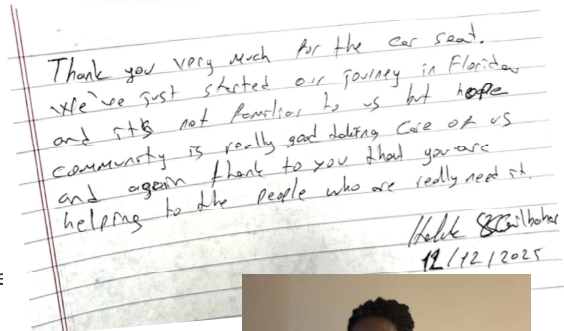 Thank you very much for the car seat.
We've just started our journey in Florida
and it's not familiar to us but hope
community is really good taking care of us
and again thank to you that you are
helping to the people who are really need it.
12/12/2025